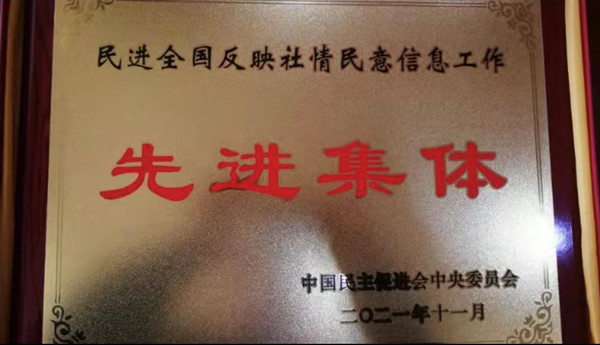 民进全国反映社情民意信息工作
先进集体
中国民主促进会中央委员会
二〇二一年十一月